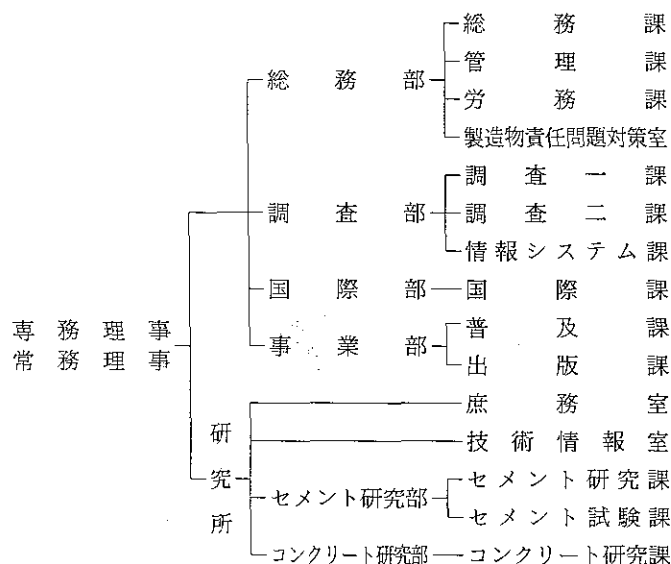 総務課
総務部
管理課
労務課
製造物責任問題対策室
調査一課
調査部
調査二課
情報システム課
国際部
国際課
専務理事
常務理事
事業部
普及課
出版課
研究所
庶務室
技術情報室
セメント研究部
セメント研究課
セメント試験課
コンクリート研究部
コンクリート研究課